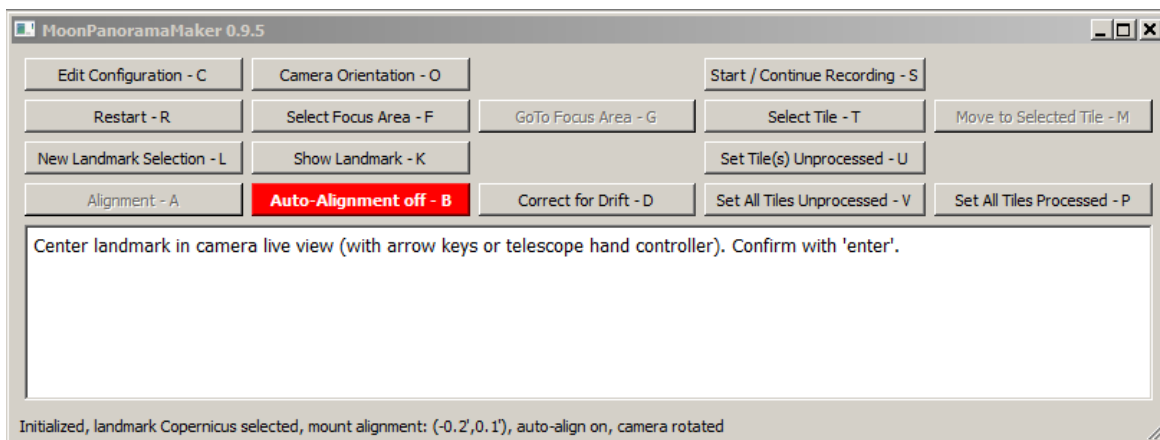 MoonPanoramaMaker 0.9.5
Edit Configuration - C
Camera Orientation - O
Start / Continue Recording - S
Restart - R
Select Focus Area - F
GoTo Focus Area - G
Select Tile - T
Move to Selected Tile - M
New Landmark Selection - L
Show Landmark - K
Set Tile(s) Unprocessed - U
Alignment - A
Auto-Alignment off - B
Correct for Drift - D
Set All Tiles Unprocessed - V
Set All Tiles Processed - P
Center landmark in camera live view (with arrow keys or telescope hand controller). Confirm with 'enter'.
Initialized, landmark Copernicus selected, mount alignment: (-0.2',0.1'), auto-align on, camera rotated